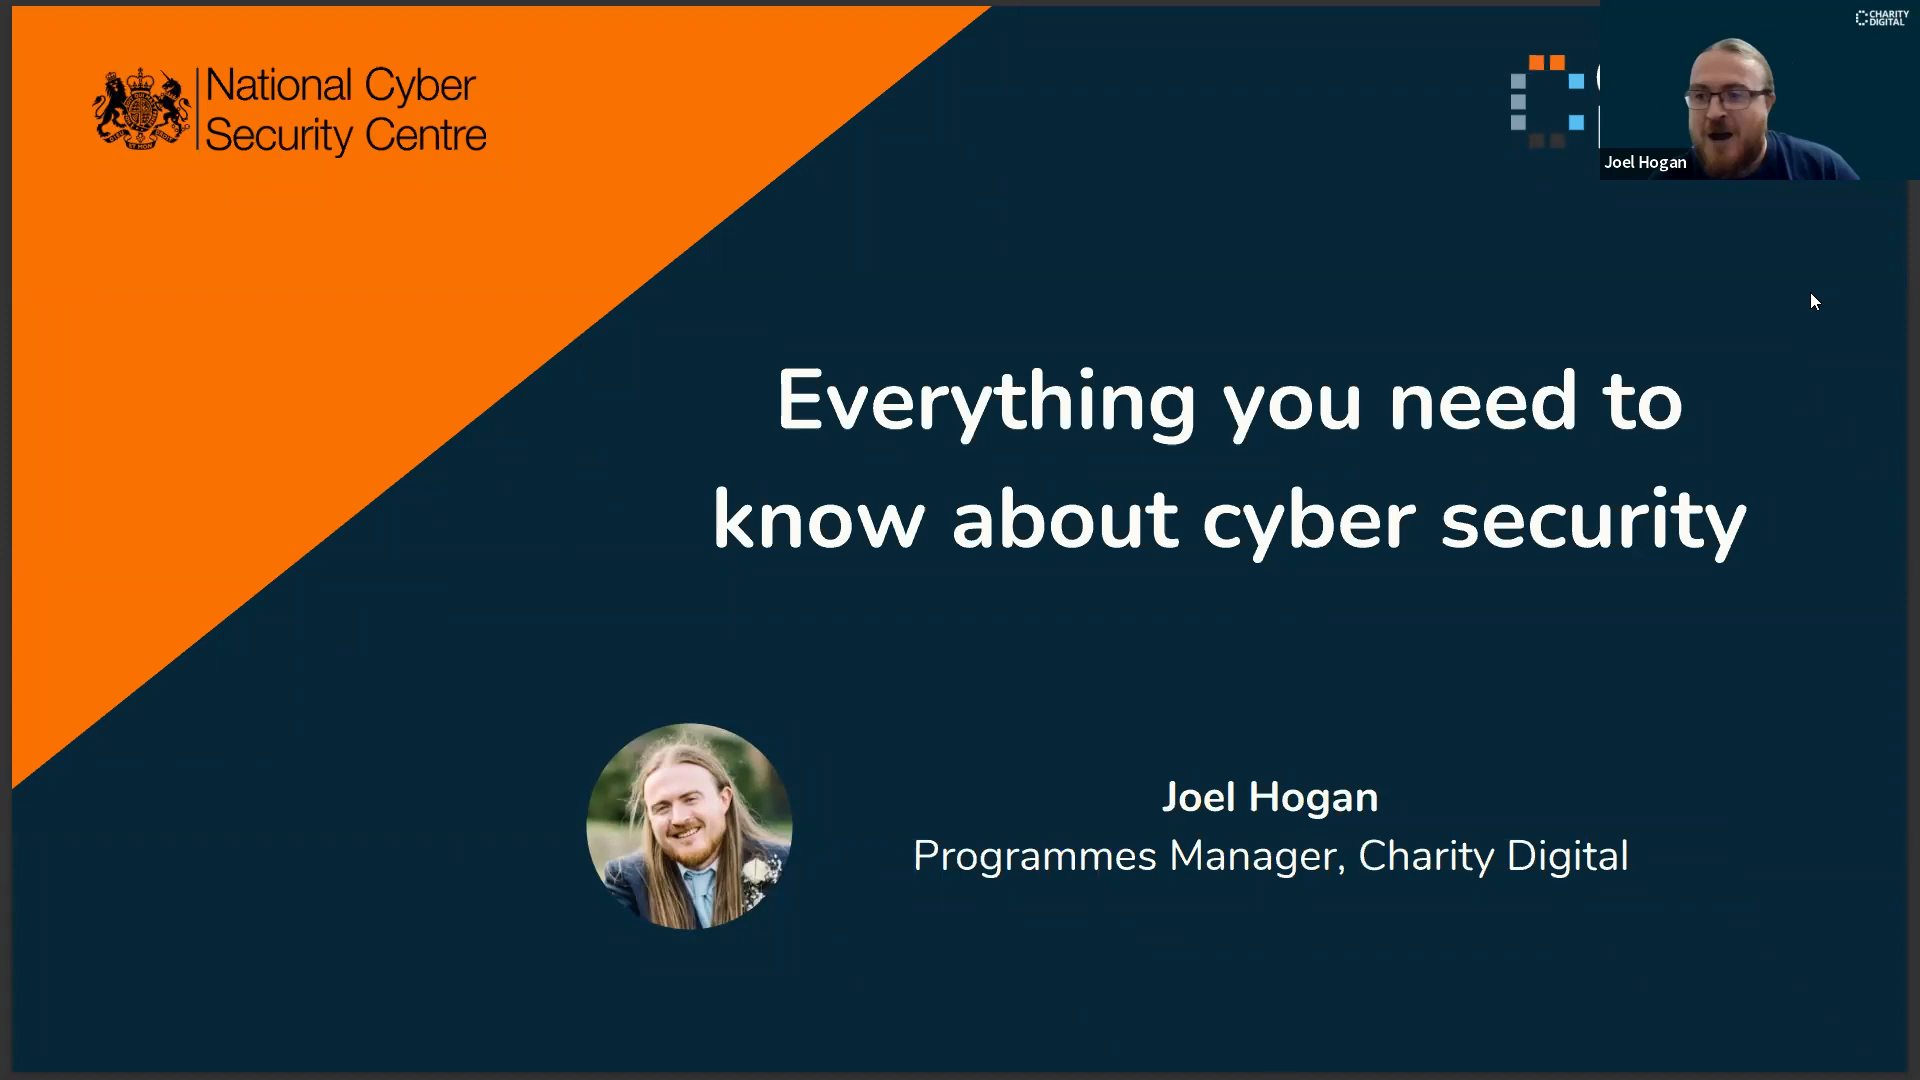 National Cyber
Security Centre
CHARITY
DIGITAL
Joel Hogan
Everything you need to
know about cyber security
Joel Hogan
Programmes Manager, Charity Digital